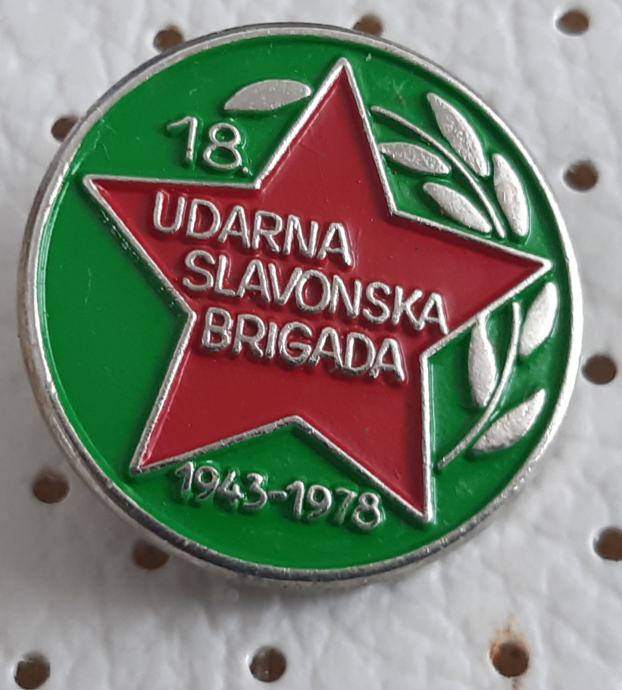 18.
UDARNA
SLAVONSKA
BRIGADA
1943-1978